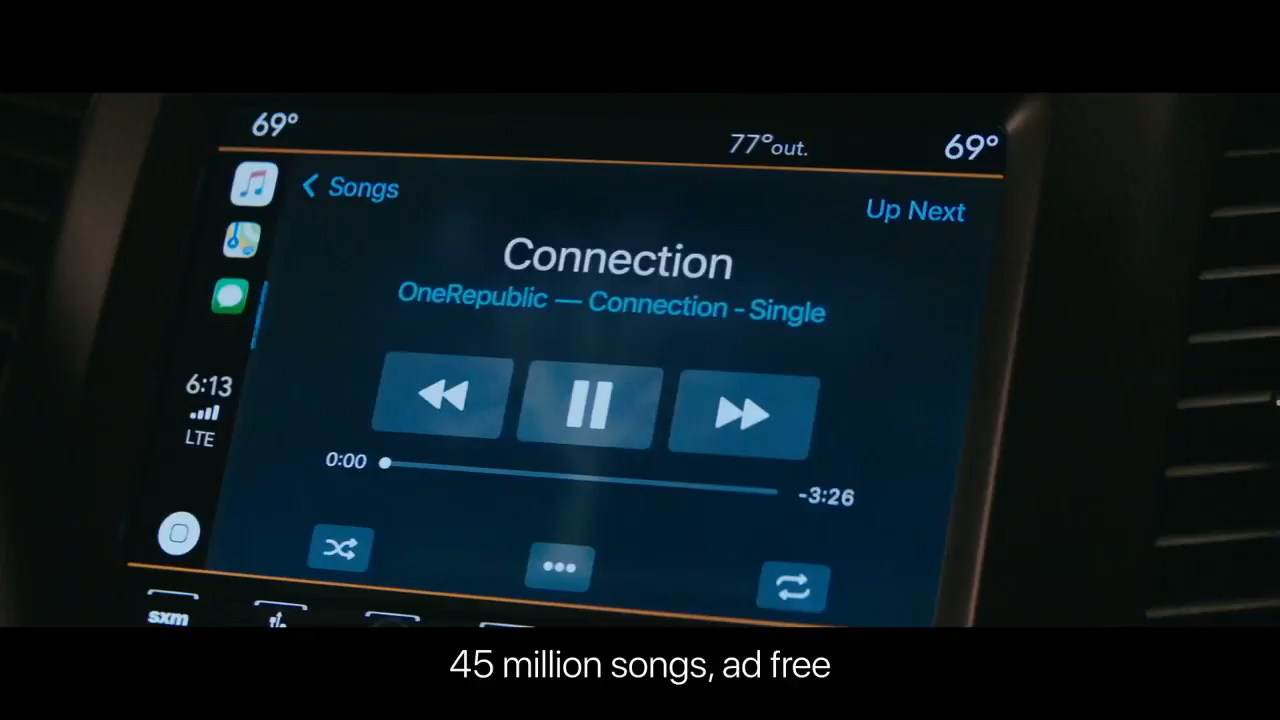 69°
77° out.
69°
Songs
Up Next
Connection
OneRepublic — Connection - Single
6:13
LTE
0:00
-3:26
sxm
45 million songs, ad free